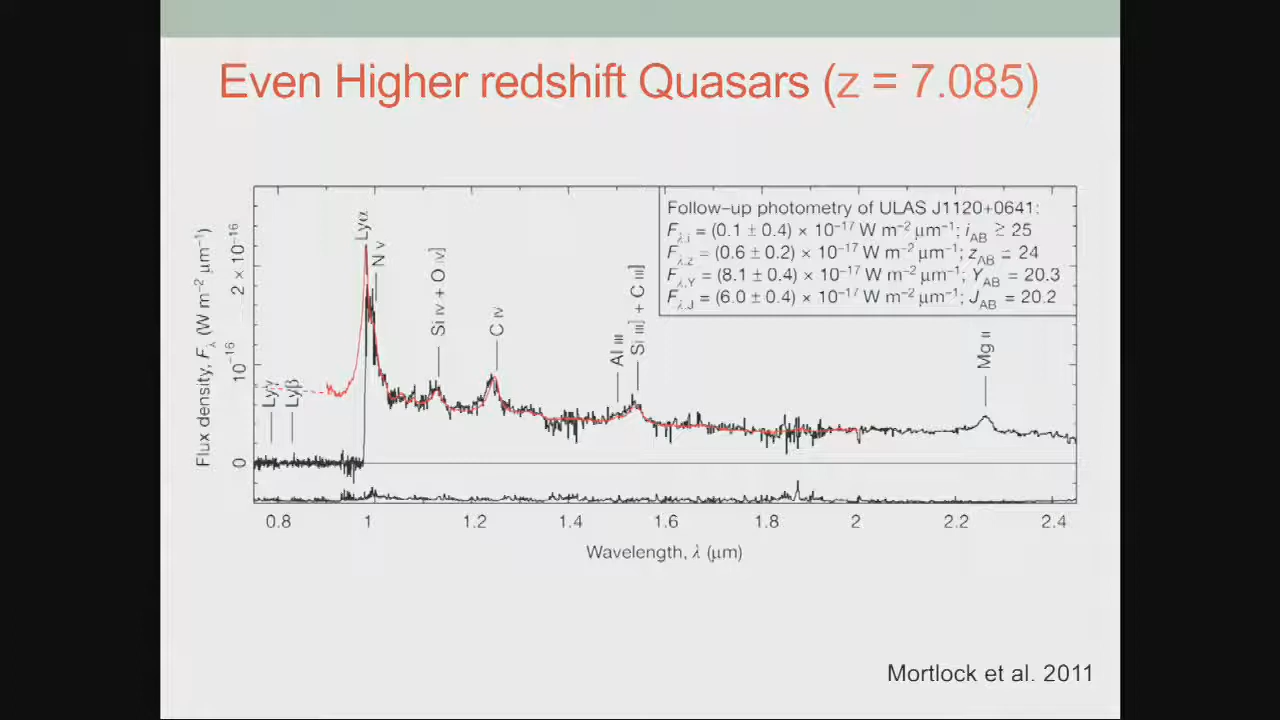 Even Higher redshift Quasars (z = 7.085)
Follow–up photometry of ULAS J1120+0641:
F_λ,i = (0.1 ± 0.4) × 10⁻¹⁷ W m⁻² μm⁻¹; i_AB ≥ 25
F_λ,z = (0.6 ± 0.2) × 10⁻¹⁷ W m⁻² μm⁻¹; z_AB = 24
F_λ,Y = (8.1 ± 0.4) × 10⁻¹⁷ W m⁻² μm⁻¹; Y_AB = 20.3
F_λ,J = (6.0 ± 0.4) × 10⁻¹⁷ W m⁻² μm⁻¹; J_AB = 20.2
Flux density, F_λ (W m⁻² μm⁻¹)
2 × 10⁻¹⁶
10⁻¹⁶
0
Lyγ
Lyβ
Lyα
N V
Si IV + O IV]
C IV
Al III
Si III] + C III]
Mg II
0.8 1 1.2 1.4 1.6 1.8 2 2.2 2.4
Wavelength, λ (μm)
Mortlock et al. 2011